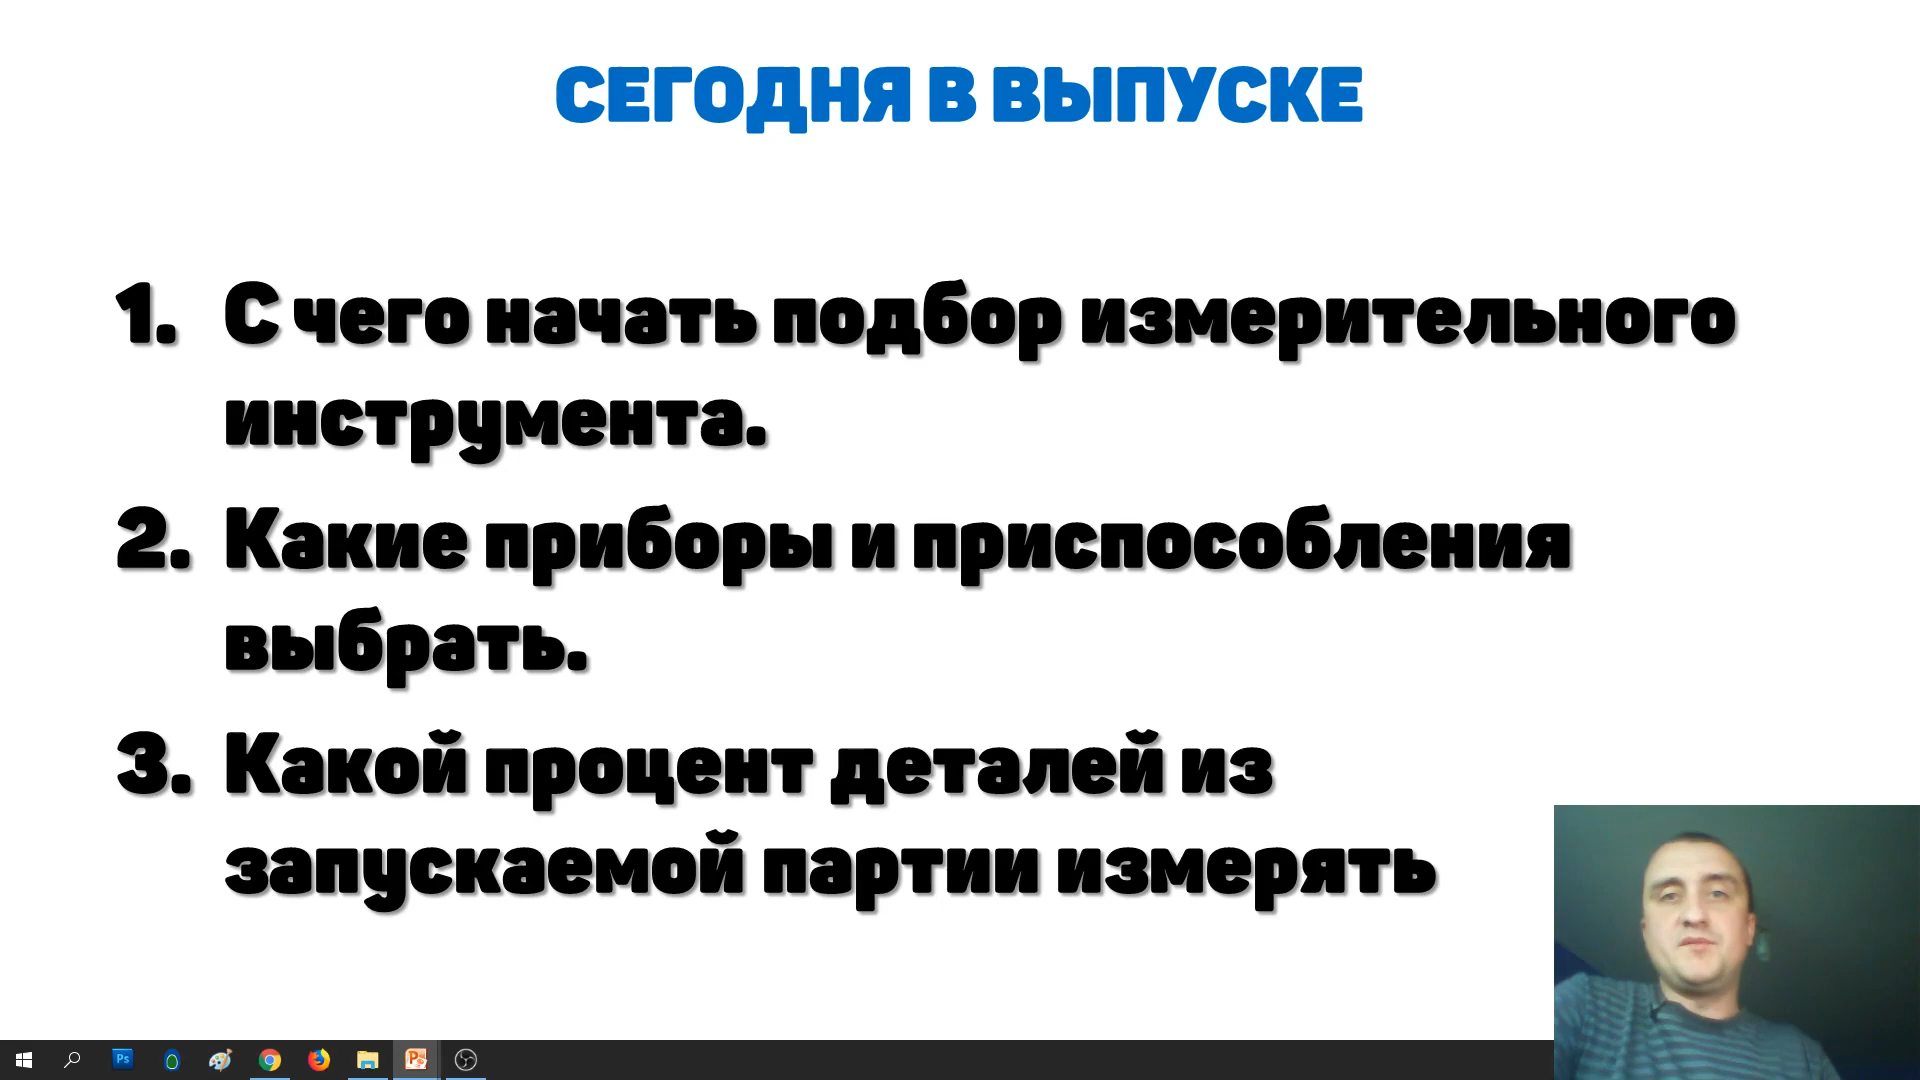 СЕГОДНЯ В ВЫПУСКЕ
1. С чего начать подбор измерительного
инструмента.
2. Какие приборы и приспособления
выбрать.
3. Какой процент деталей из
запускаемой партии измерять
Ps